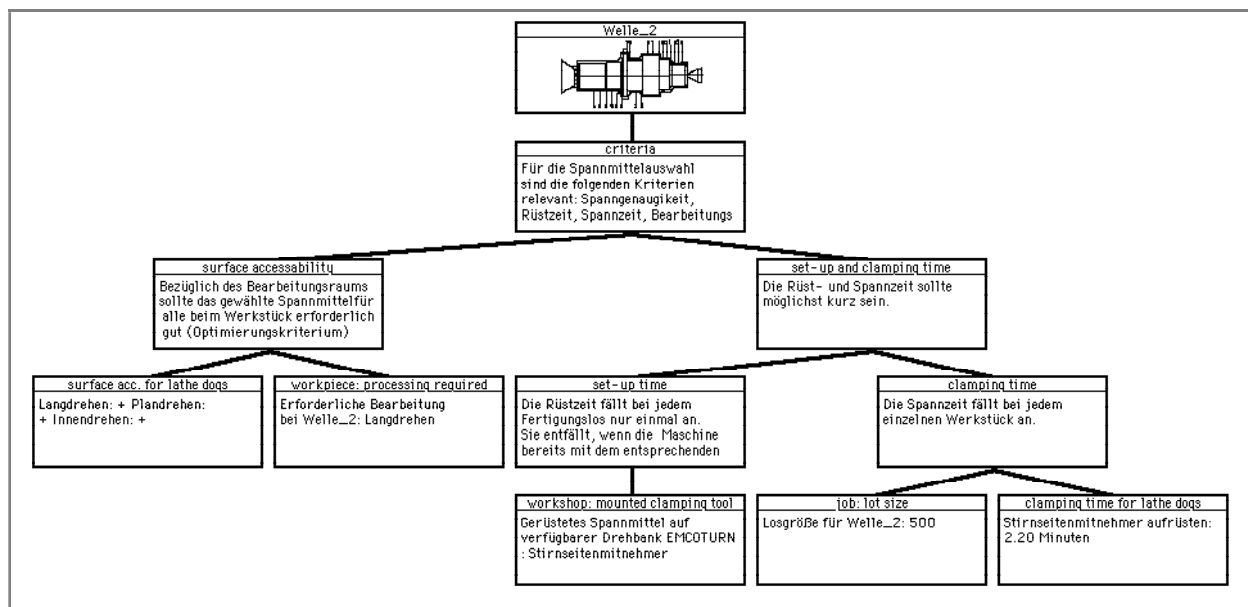 Welle_2
criteria
Für die Spannmittelauswahl
sind die folgenden Kriterien
relevant: Spanngenaugikeit,
Rüstzeit, Spannzeit, Bearbeitungs
surface accessability
Bezüglich des Bearbeitungsraums
sollte das gewählte Spannmittelfür
alle beim Werkstück erforderlich
gut (Optimierungskriterium)
set-up and clamping time
Die Rüst- und Spannzeit sollte
möglichst kurz sein.
surface acc. for lathe dogs
Langdrehen: + Plandrehen:
+ Innendrehen: +
workpiece: processing required
Erforderliche Bearbeitung
bei Welle_2: Langdrehen
set-up time
Die Rüstzeit fällt bei jedem
Fertigungslos nur einmal an.
Sie entfällt, wenn die Maschine
bereits mit dem entsprechenden
clamping time
Die Spannzeit fällt bei jedem
einzelnen Werkstück an.
workshop: mounted clamping tool
Gerüstetes Spannmittel auf
verfügbarer Drehbank EMCOTURN
: Stirnseitenmitnehmer
job: lot size
Losgröße für Welle_2: 500
clamping time for lathe dogs
Stirnseitenmitnehmer aufrüsten:
2.20 Minuten